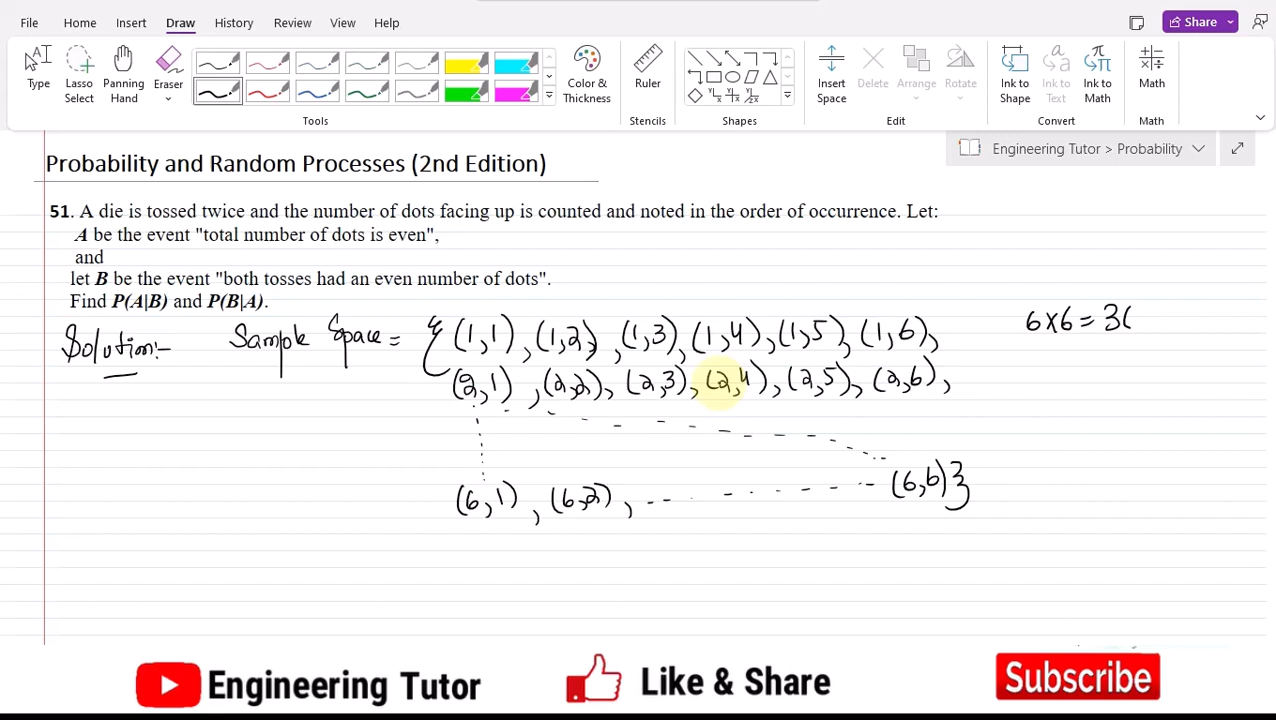 File Home Insert Draw History Review View Help Share
Type Lasso Select Panning Hand Eraser Color & Thickness Ruler Insert Space Delete Arrange Rotate Ink to Shape Ink to Text Ink to Math Math
Tools Stencils Shapes Edit Convert Math
Engineering Tutor > Probability
Probability and Random Processes (2nd Edition)
51. A die is tossed twice and the number of dots facing up is counted and noted in the order of occurrence. Let:
A be the event "total number of dots is even",
and
let B be the event "both tosses had an even number of dots".
Find P(A|B) and P(B|A).
Solution:- Sample Space = {(1,1), (1,2), (1,3), (1,4), (1,5), (1,6), 6x6=3(
(2,1), (2,2), (2,3), (2,4), (2,5), (2,6),
(6,1), (6,2), (6,6)}
Engineering Tutor Like & Share Subscribe